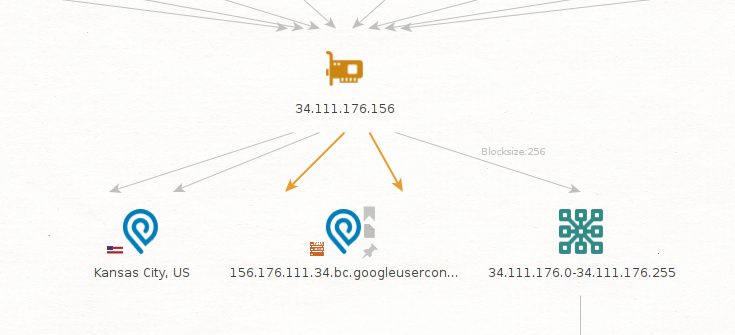 34.111.176.156
Blocksize: 256
Kansas City, US
156.176.111.34.bc.googleusercon...
34.111.176.0-34.111.176.255